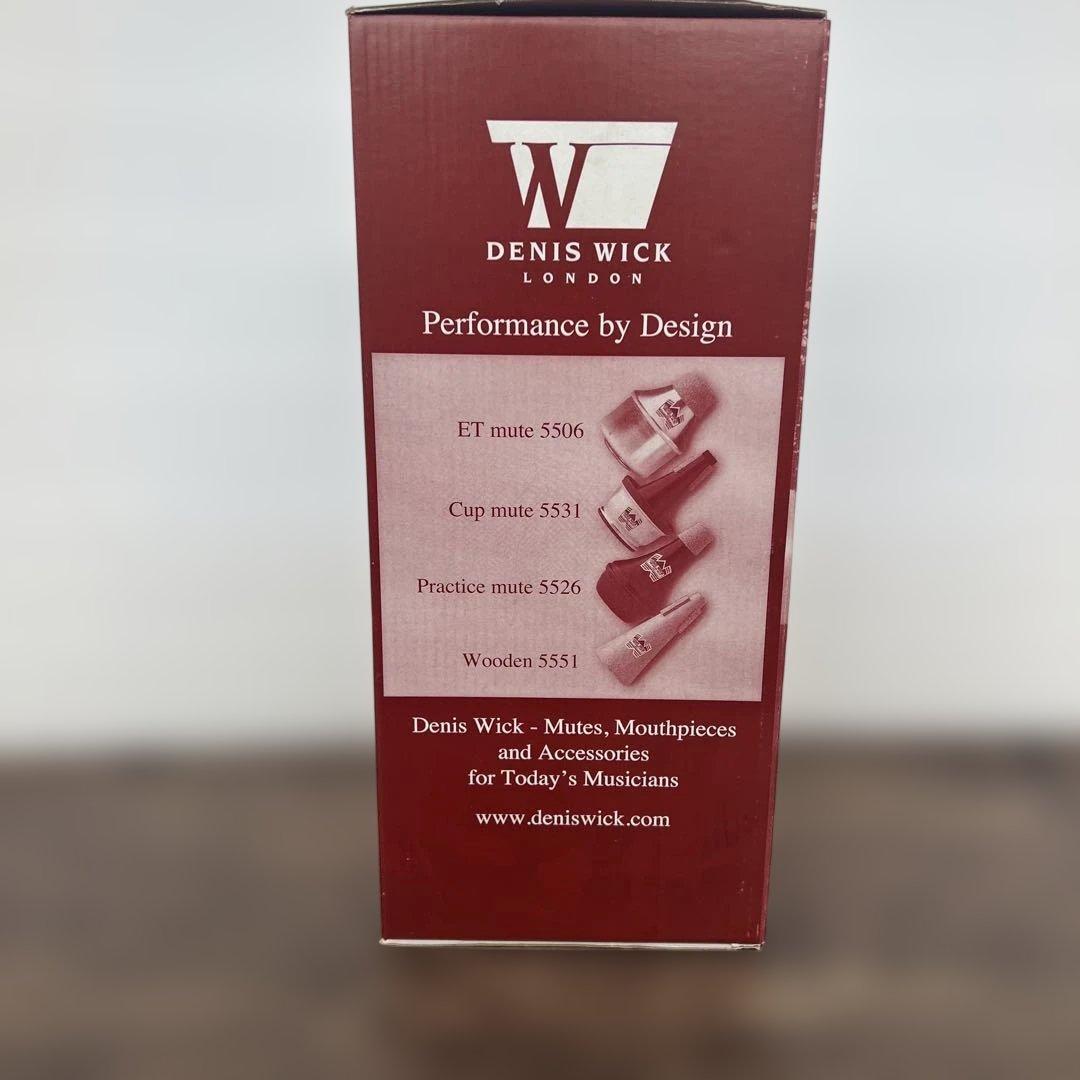 W
DENIS WICK
LONDON
Performance by Design
ET mute 5506
Cup mute 5531
Practice mute 5526
Wooden 5551
Denis Wick - Mutes, Mouthpieces
and Accessories
for Today's Musicians
www.deniswick.com